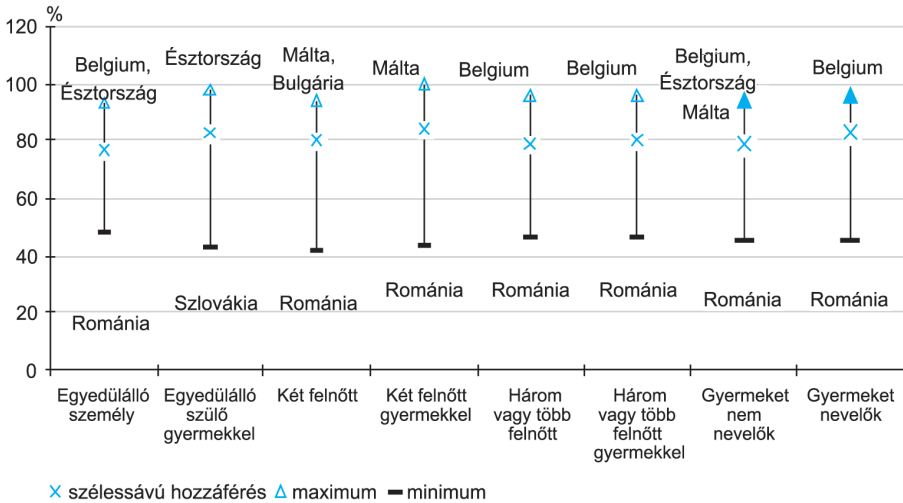 %
120
100
80
60
40
20
0
Belgium,
Észtország
Észtország
Málta,
Bulgária
Málta
Belgium
Belgium
Belgium,
Észtország
Málta
Belgium
Románia
Szlovákia
Románia
Románia
Románia
Románia
Románia
Románia
Egyedülálló
személy
Egyedülálló
szülő
gyermekkel
Két felnőtt
Két felnőtt
gyermekkel
Három
vagy több
felnőtt
Három
vagy több
felnőtt
gyermekkel
Gyermeket
nem
nevelők
Gyermeket
nevelők
szélessávú hozzáférés maximum minimum